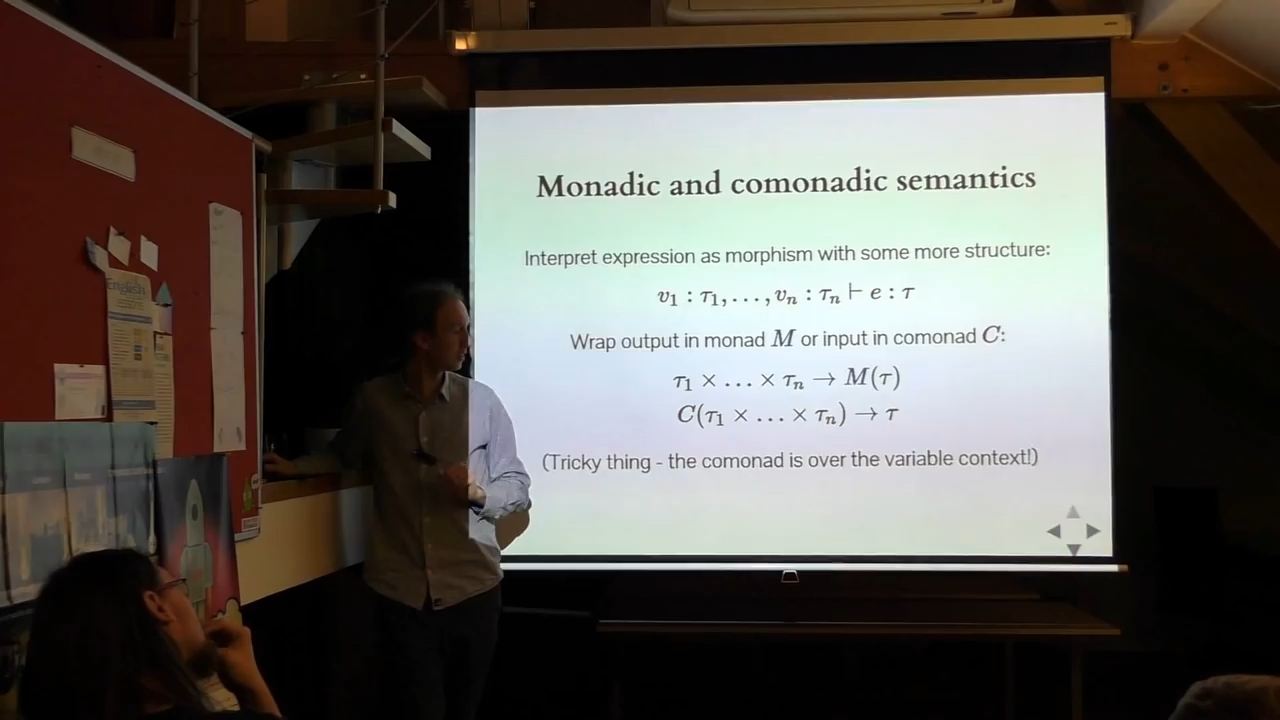 Monadic and comonadic semantics
Interpret expression as morphism with some more structure:
v₁ : τ₁, . . . , vₙ : τₙ ⊢ e : τ
Wrap output in monad M or input in comonad C:
τ₁ × . . . × τₙ → M(τ)
C(τ₁ × . . . × τₙ) → τ
(Tricky thing - the comonad is over the variable context!)
English